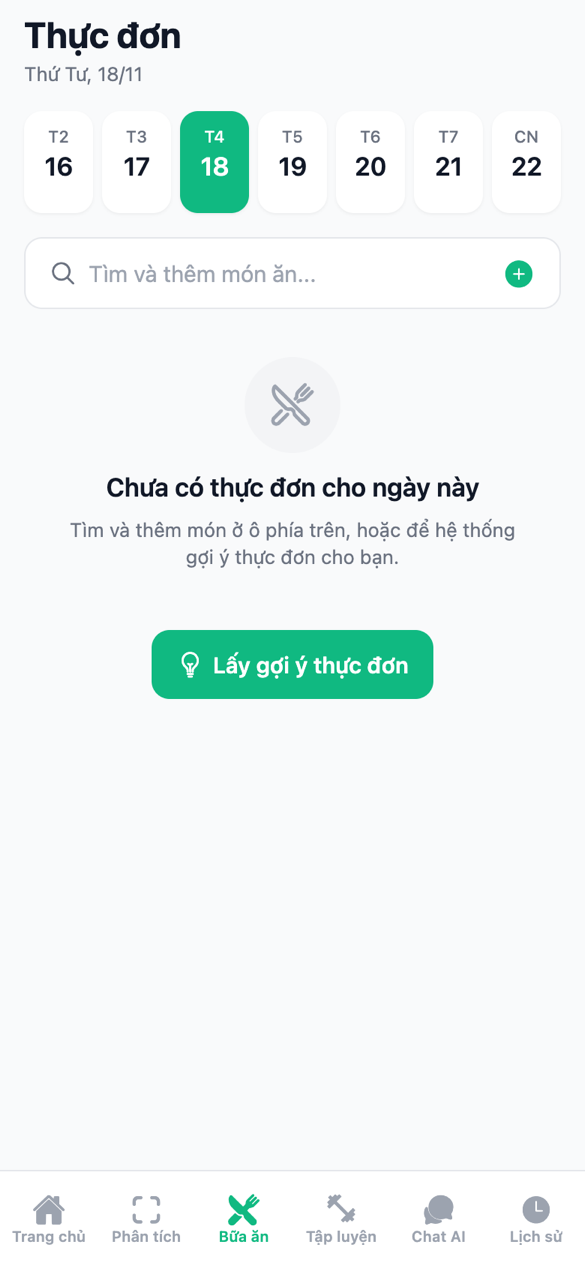 Thực đơn
Thứ Tư, 18/11
T2 T3 T4 T5 T6 T7 CN
16 17 18 19 20 21 22
Tìm và thêm món ăn...
Chưa có thực đơn cho ngày này
Tìm và thêm món ở ô phía trên, hoặc để hệ thống
gợi ý thực đơn cho bạn.
Lấy gợi ý thực đơn
Trang chủ Phân tích Bữa ăn Tập luyện Chat AI Lịch sử